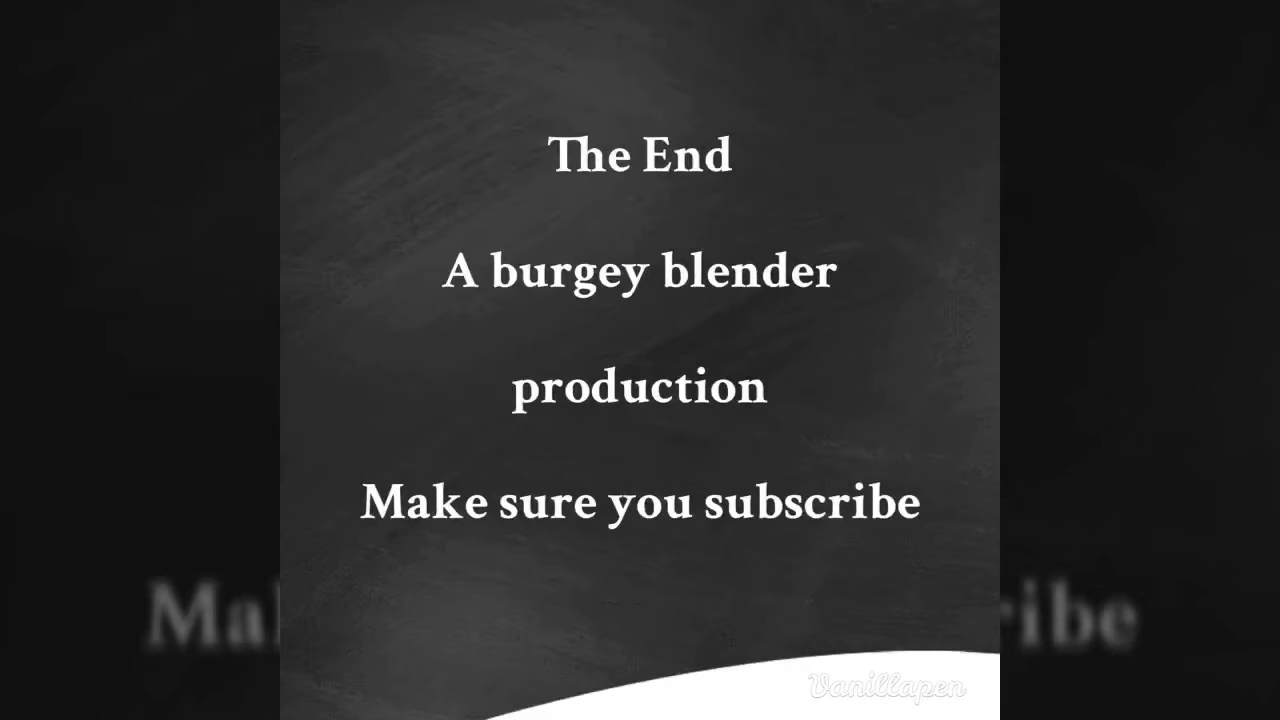 The End
A burgey blender
production
Make sure you subscribe
Vanillapen